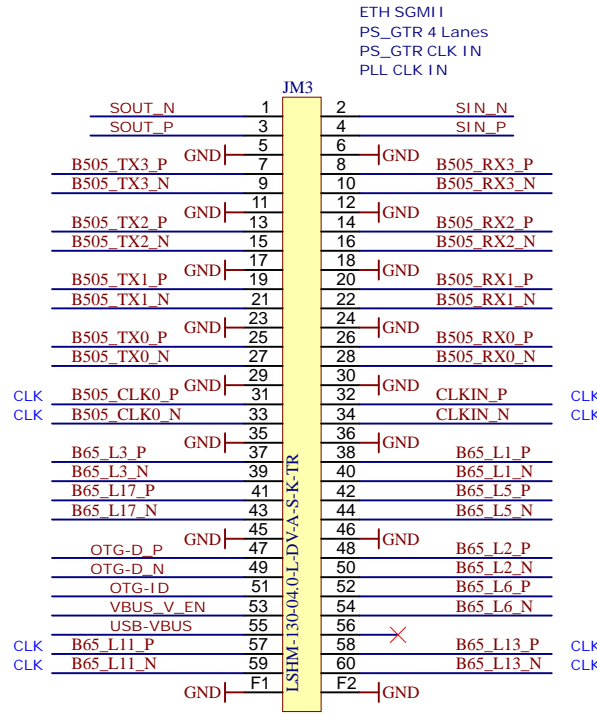 ETH SGMII
PS_GTR 4 Lanes
PS_GTR CLK IN
PLL CLK IN
JM3
SOUT_N 1 2 SIN_N
SOUT_P 3 4 SIN_P
GND 5 6 GND
B505_TX3_P 7 8 B505_RX3_P
B505_TX3_N 9 10 B505_RX3_N
GND 11 12 GND
B505_TX2_P 13 14 B505_RX2_P
B505_TX2_N 15 16 B505_RX2_N
GND 17 18 GND
B505_TX1_P 19 20 B505_RX1_P
B505_TX1_N 21 22 B505_RX1_N
GND 23 24 GND
B505_TX0_P 25 26 B505_RX0_P
B505_TX0_N 27 28 B505_RX0_N
GND 29 30 GND
CLK B505_CLK0_P 31 32 CLKIN_P CLK
CLK B505_CLK0_N 33 34 CLKIN_N CLK
GND 35 36 GND
B65_L3_P 37 38 B65_L1_P
B65_L3_N 39 40 B65_L1_N
B65_L17_P 41 42 B65_L5_P
B65_L17_N 43 44 B65_L5_N
GND 45 46 GND
OTG-D_P 47 48 B65_L2_P
OTG-D_N 49 50 B65_L2_N
OTG-ID 51 52 B65_L6_P
VBUS_V_EN 53 54 B65_L6_N
USB-VBUS 55 56
CLK B65_L11_P 57 58 B65_L13_P CLK
CLK B65_L11_N 59 60 B65_L13_N CLK
GND F1 F2 GND
LSHM-130-04.0-L-DV-A-S-K-TR